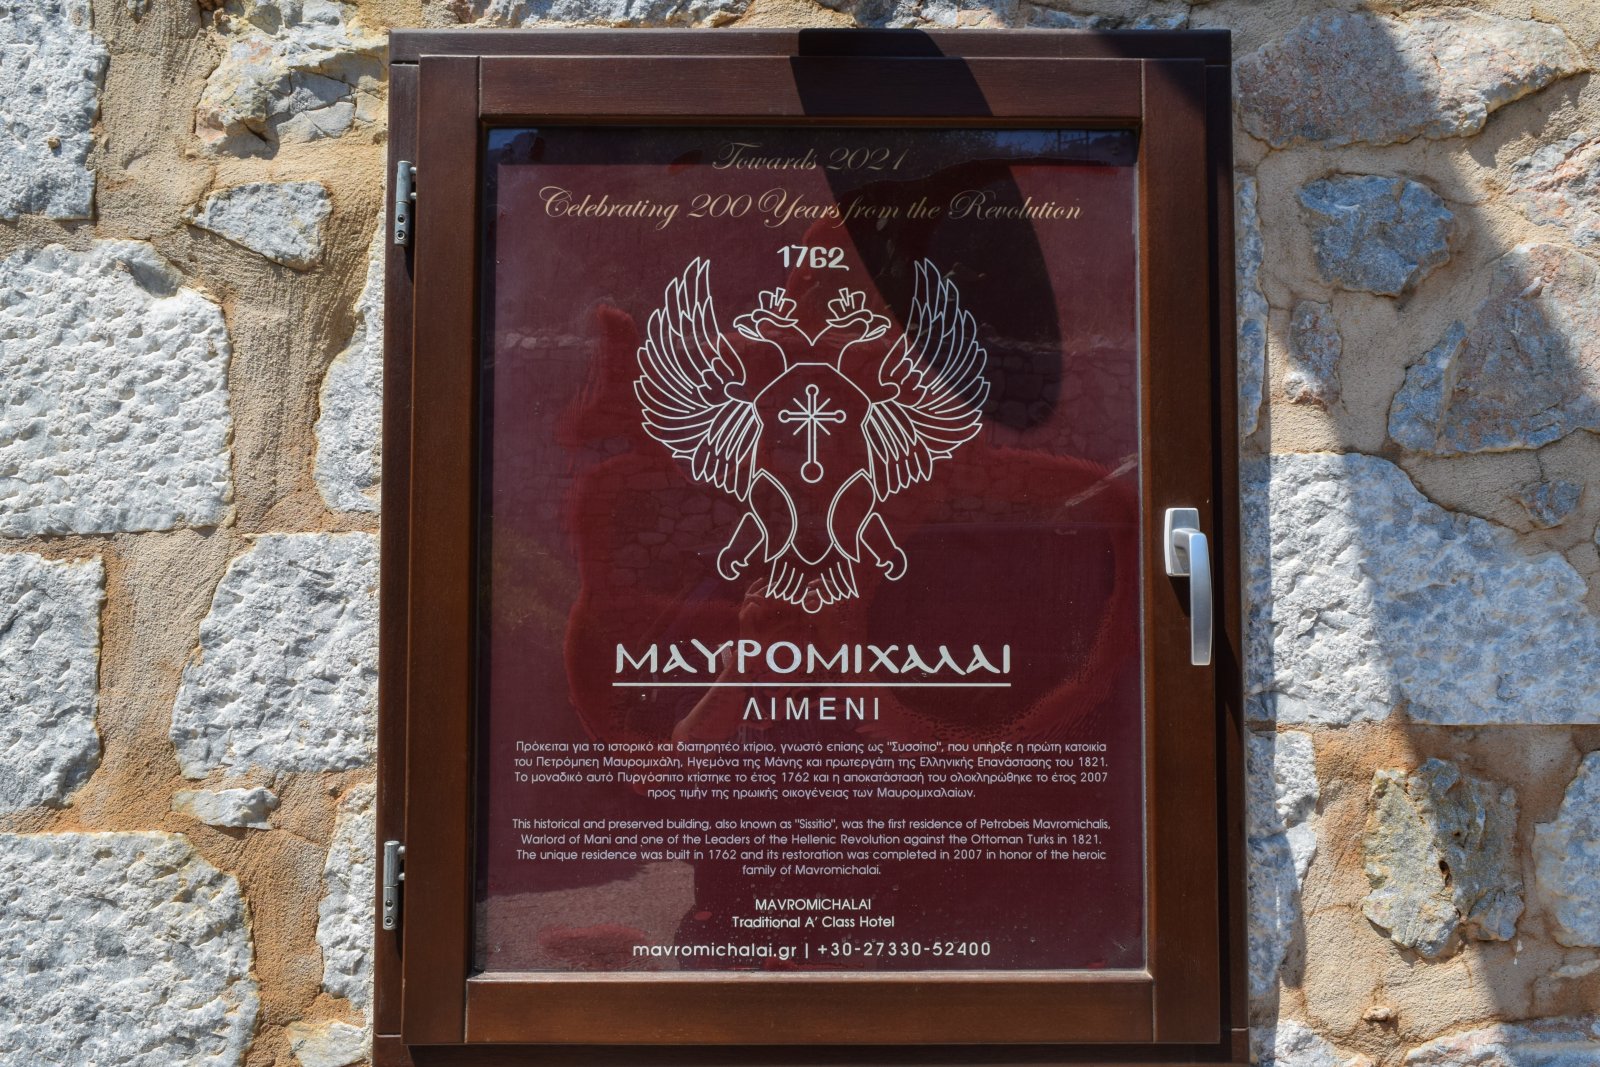 Towards 2021
Celebrating 200 Years from the Revolution
1762
ΜΑΥΡΟΜΙΧΑΛΑΙ
ΛΙΜΕΝΙ
Πρόκειται για το ιστορικό και διατηρητέο κτίριο, γνωστό επίσης ως "Συσσίτιο", που υπήρξε η πρώτη κατοικία
του Πετρόμπεη Μαυρομιχάλη, Ηγεμόνα της Μάνης και πρωτεργάτη της Ελληνικής Επανάστασης του 1821.
Το μοναδικό αυτό Πυργόσπιτο κτίστηκε το έτος 1762 και η αποκατάστασή του ολοκληρώθηκε το έτος 2007
προς τιμήν της ηρωικής οικογένειας των Μαυρομιχαλαίων.
This historical and preserved building, also known as "Sissitio", was the first residence of Petrobeis Mavromichalis,
Warlord of Mani and one of the Leaders of the Hellenic Revolution against the Ottoman Turks in 1821.
The unique residence was built in 1762 and its restoration was completed in 2007 in honor of the heroic
family of Mavromichalai.
MAVROMICHALAI
Traditional A' Class Hotel
mavromichalai.gr | +30-27330-52400